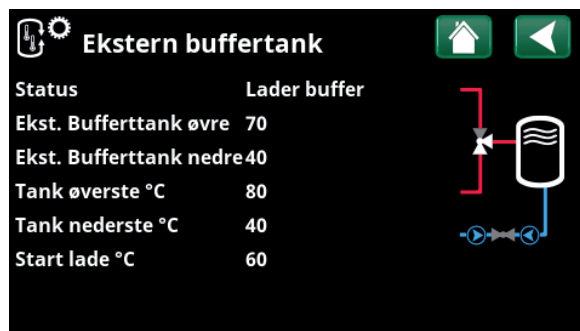 Ekstern buffertank
Status Lader buffer
Ekst. Bufferttank øvre 70
Ekst. Bufferttank nedre 40
Tank øverste °C 80
Tank nederste °C 40
Start lade °C 60